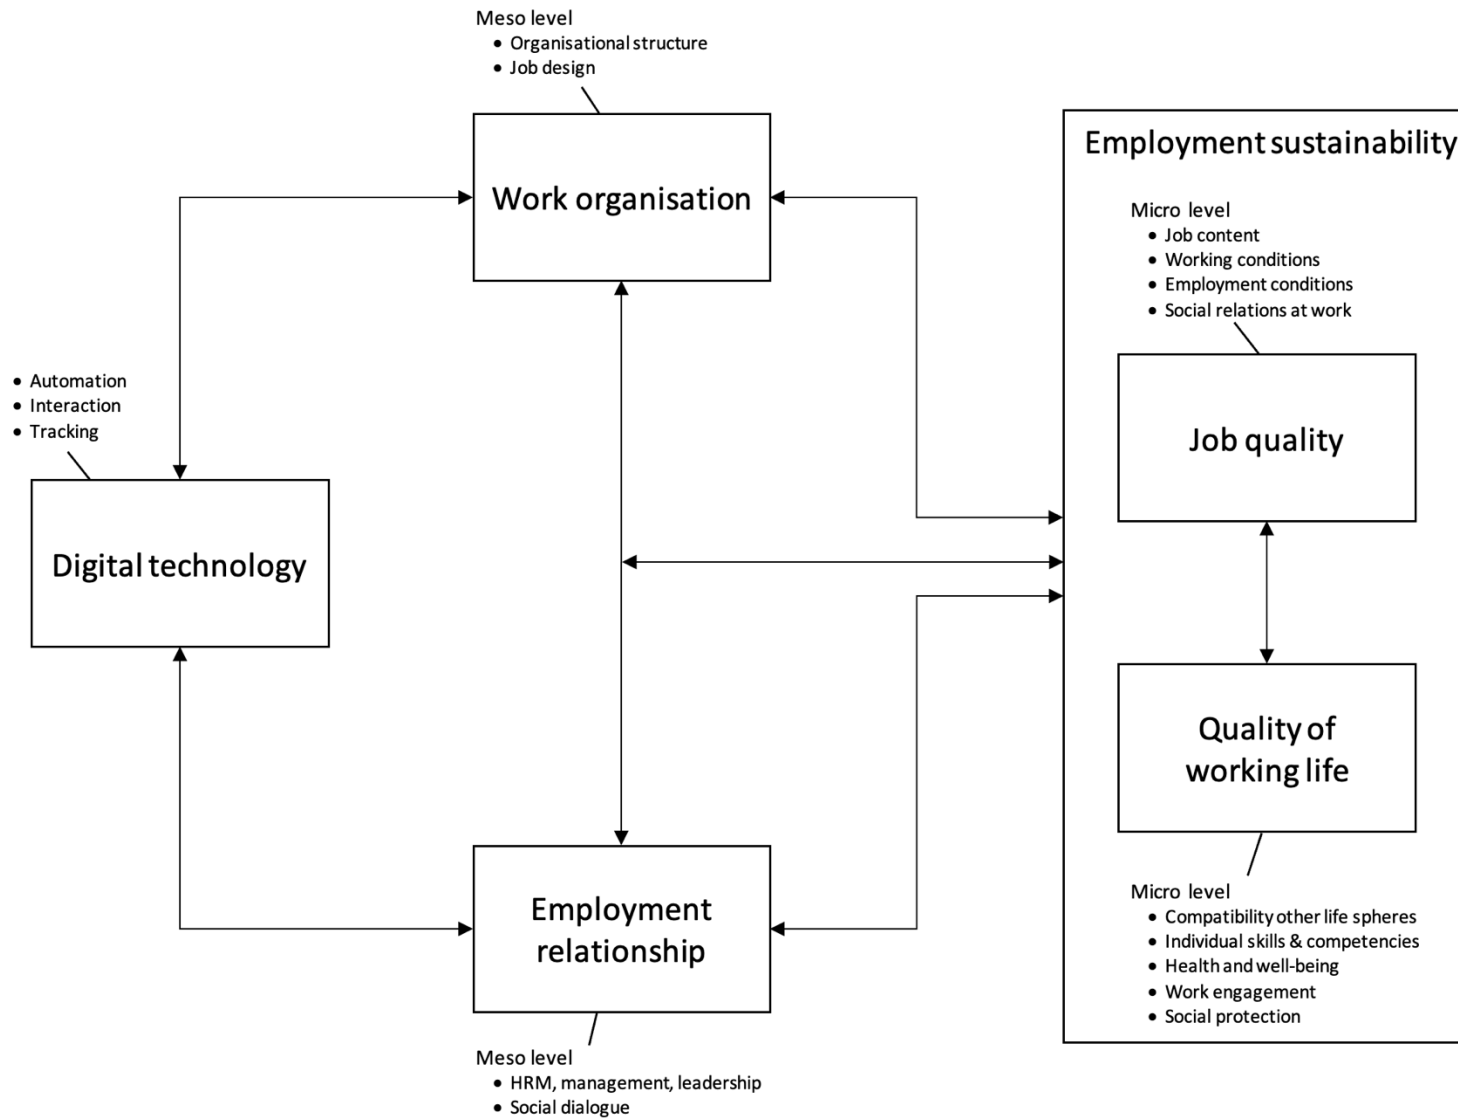 Meso level
• Organisational structure
• Job design
Work organisation
Employment sustainability
Micro level
• Job content
• Working conditions
• Employment conditions
• Social relations at work
Job quality
• Automation
• Interaction
• Tracking
Digital technology
Quality of
working life
Micro level
• Compatibility other life spheres
• Individual skills & competencies
• Health and well-being
• Work engagement
• Social protection
Employment
relationship
Meso level
• HRM, management, leadership
• Social dialogue